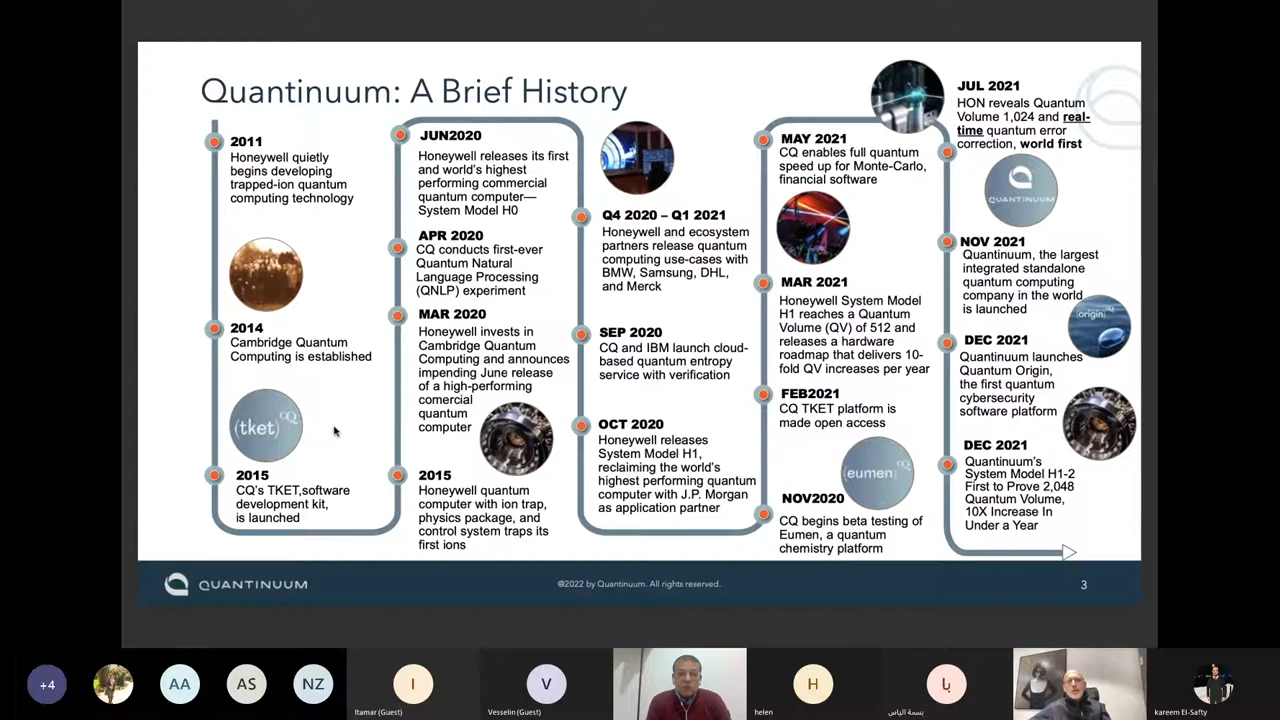 Quantinuum: A Brief History
2011
Honeywell quietly
begins developing
trapped-ion quantum
computing technology
2014
Cambridge Quantum
Computing is established
(tket) CQ
2015
CQ's TKET,software
development kit,
is launched
JUN2020
Honeywell releases its first
and world's highest
performing commercial
quantum computer—
System Model H0
APR 2020
CQ conducts first-ever
Quantum Natural
Language Processing
(QNLP) experiment
MAR 2020
Honeywell invests in
Cambridge Quantum
Computing and announces
impending June release
of a high-performing
comercial
quantum
computer
2015
Honeywell quantum
computer with ion trap,
physics package, and
control system traps its
first ions
Q4 2020 – Q1 2021
Honeywell and ecosystem
partners release quantum
computing use-cases with
BMW, Samsung, DHL,
and Merck
SEP 2020
CQ and IBM launch cloud-
based quantum entropy
service with verification
OCT 2020
Honeywell releases
System Model H1,
reclaiming the world's
highest performing quantum
computer with J.P. Morgan
as application partner
MAY 2021
CQ enables full quantum
speed up for Monte-Carlo,
financial software
MAR 2021
Honeywell System Model
H1 reaches a Quantum
Volume (QV) of 512 and
releases a hardware
roadmap that delivers 10-
fold QV increases per year
FEB2021
CQ TKET platform is
made open access
(eumen) CQ
NOV2020
CQ begins beta testing of
Eumen, a quantum
chemistry platform
JUL 2021
HON reveals Quantum
Volume 1,024 and real-
time quantum error
correction, world first
QUANTINUUM
NOV 2021
Quantinuum, the largest
integrated standalone
quantum computing
company in the world
is launched
origin
DEC 2021
Quantinuum launches
Quantum Origin,
the first quantum
cybersecurity
software platform
DEC 2021
Quantinuum's
System Model H1-2
First to Prove 2,048
Quantum Volume,
10X Increase In
Under a Year
QUANTINUUM
@2022 by Quantinuum. All rights reserved.
3
+4
AA
AS
NZ
I
Itamar (Guest)
V
Vesselin (Guest)
H
helen
با
بسمة الياس
kareem El-Safty